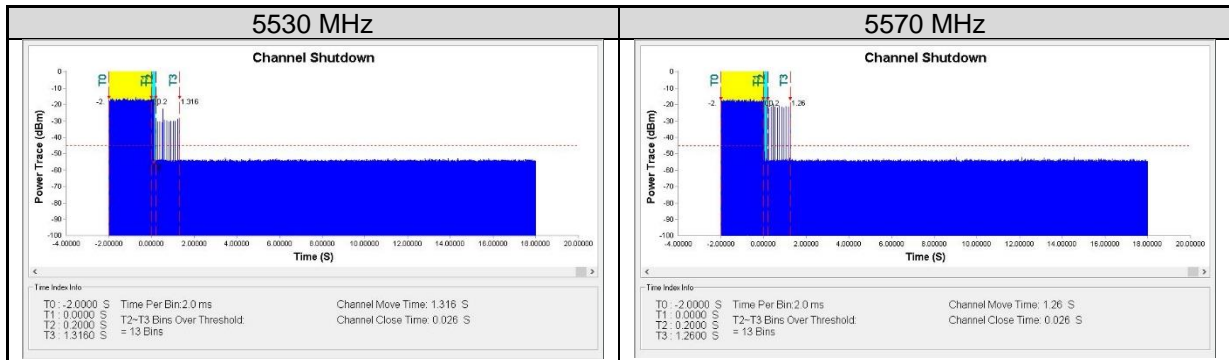 5530 MHz
Channel Shutdown
T0
T1
T2
T3
-2.
0.2
1.316
Power Trace (dBm)
0
-10
-20
-30
-40
-50
-60
-70
-80
-90
-100
-4.00000 -2.00000 0.00000 2.00000 4.00000 6.00000 8.00000 10.00000 12.00000 14.00000 16.00000 18.00000 20.00000
Time (S)
Time Index Info
T0 : -2.0000 S
T1 : 0.0000 S
T2 : 0.2000 S
T3 : 1.3160 S
Time Per Bin:2.0 ms
T2~T3 Bins Over Threshold:
= 13 Bins
Channel Move Time: 1.316 S
Channel Close Time: 0.026 S
5570 MHz
Channel Shutdown
T0
T2
T3
-2.
0.2
1.26
Power Trace (dBm)
0
-10
-20
-30
-40
-50
-60
-70
-80
-90
-100
-4.00000 -2.00000 0.00000 2.00000 4.00000 6.00000 8.00000 10.00000 12.00000 14.00000 16.00000 18.00000 20.00000
Time (S)
Time Index Info
T0 : -2.0000 S
T1 : 0.0000 S
T2 : 0.2000 S
T3 : 1.2600 S
Time Per Bin:2.0 ms
T2~T3 Bins Over Threshold:
= 13 Bins
Channel Move Time: 1.26 S
Channel Close Time: 0.026 S